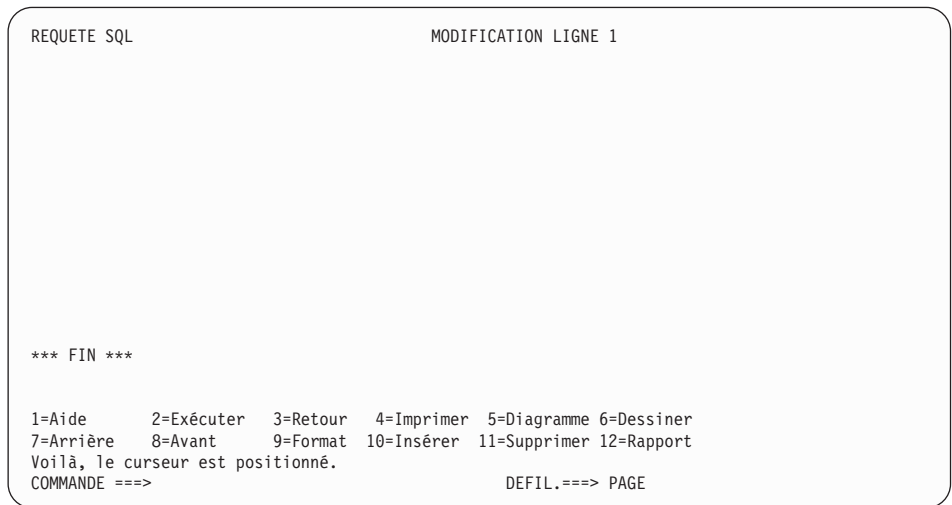 REQUETE SQL MODIFICATION LIGNE 1
*** FIN ***
1=Aide 2=Exécuter 3=Retour 4=Imprimer 5=Diagramme 6=Dessiner
7=Arrière 8=Avant 9=Format 10=Insérer 11=Supprimer 12=Rapport
Voilà, le curseur est positionné.
COMMANDE ===> DEFIL.===> PAGE